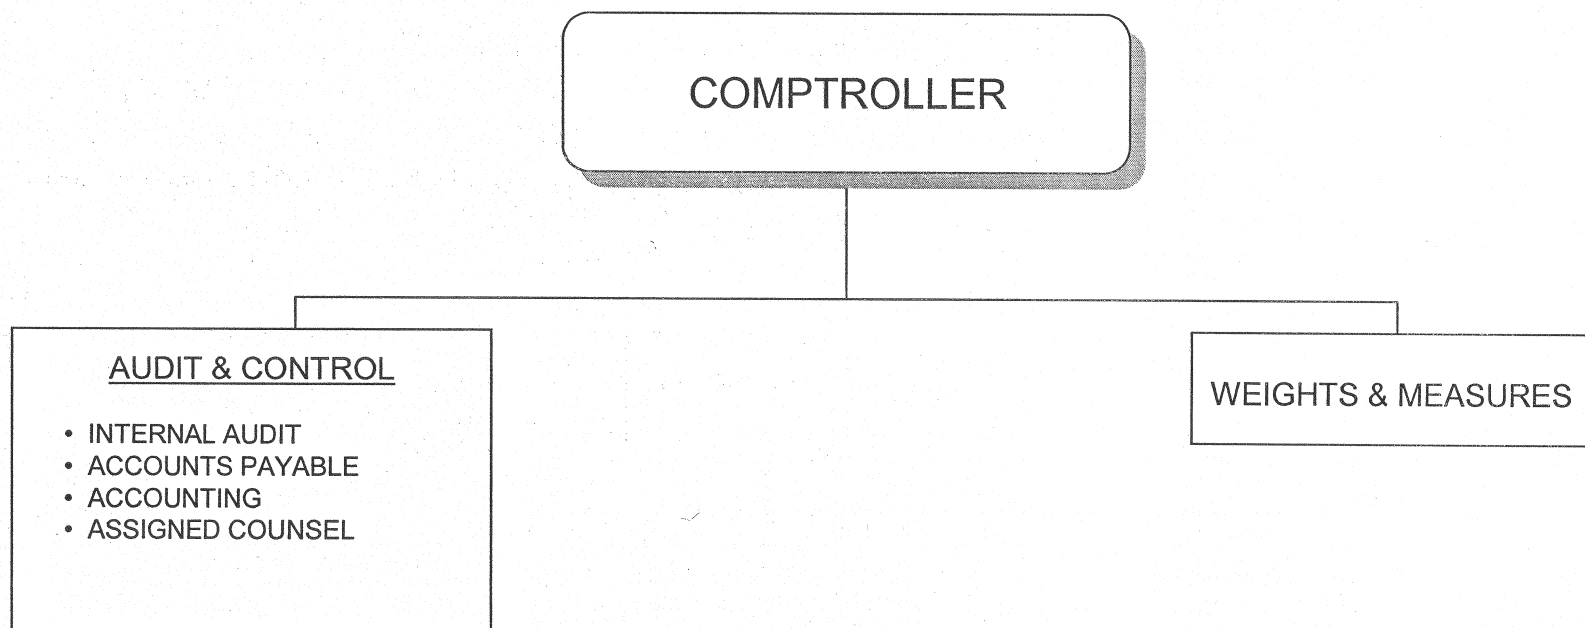 COMPTROLLER
AUDIT & CONTROL
• INTERNAL AUDIT
• ACCOUNTS PAYABLE
• ACCOUNTING
• ASSIGNED COUNSEL
WEIGHTS & MEASURES